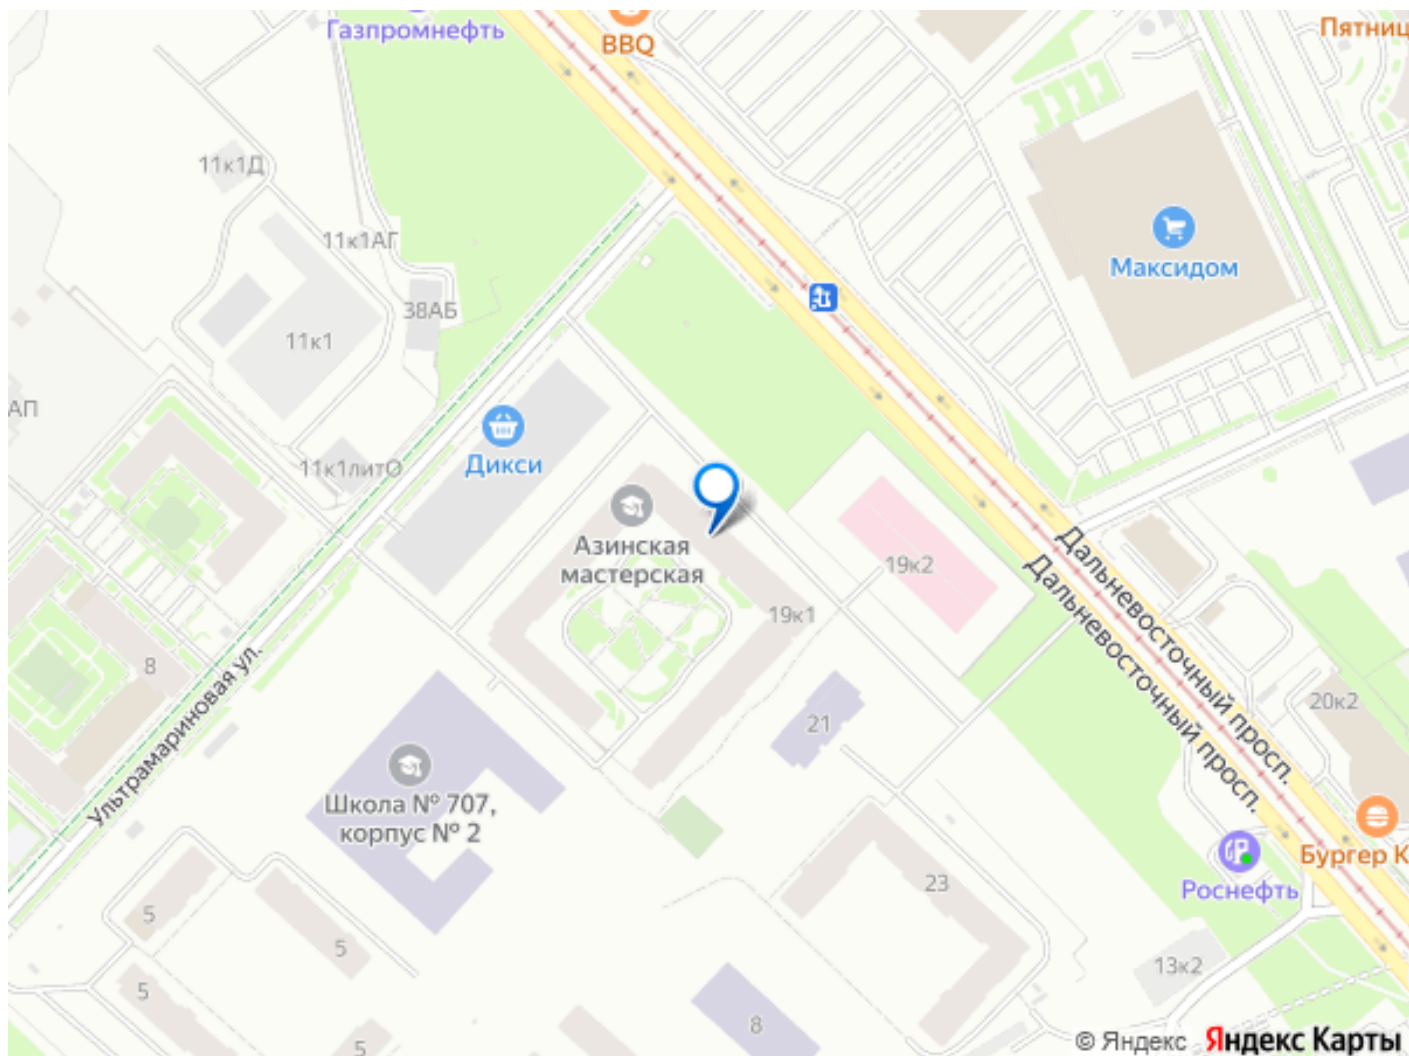 Газпромнефть
BBQ
Пятниц
11к1Д
11к1АГ
Максидом
38АБ
11к1
АП
Дикси
11к1литО
Азинская
мастерская
19к2
19к1
Дальневосточный просп.
Дальневосточный просп.
8
Ультрамариновая ул.
21
20к2
Школа № 707,
корпус № 2
Бургер К
Роснефть
23
5
5
13к2
5
8
5
© Яндекс Яндекс Карты